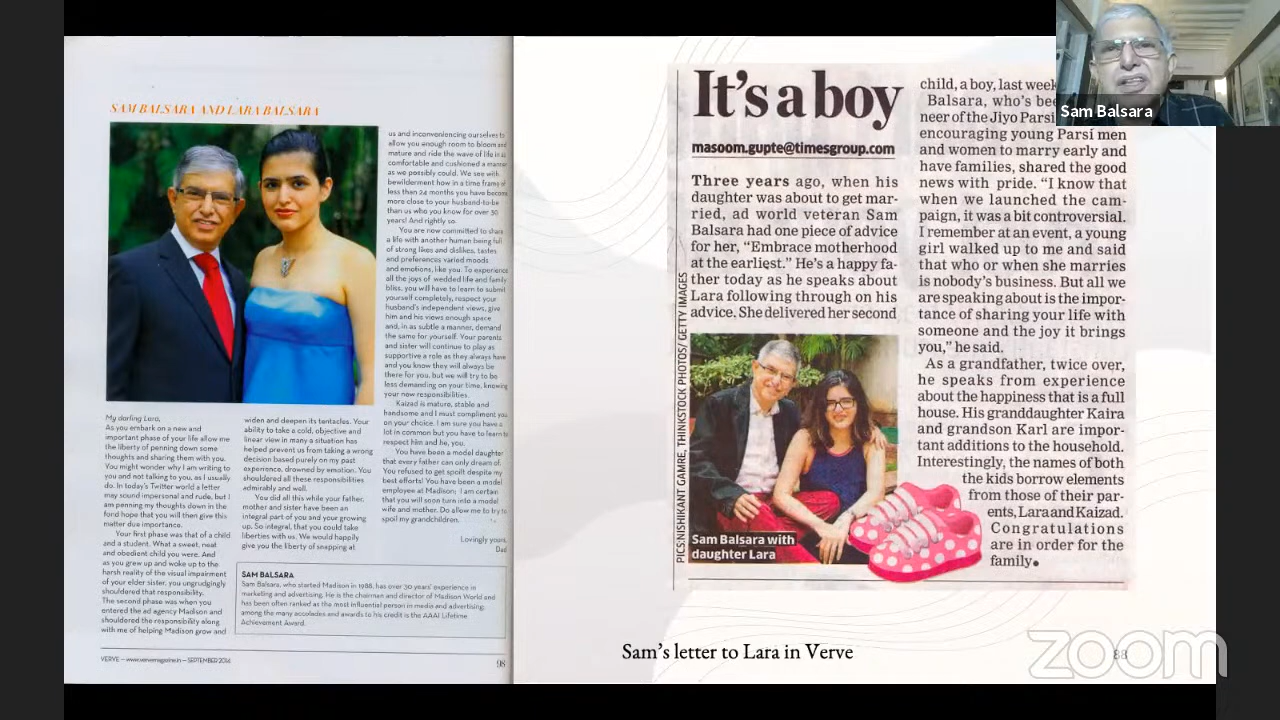 SAM BALSARA AND LARA BALSARA
My darling Lara,
As you embark on a new and
important phase of your life allow me
the liberty of penning down some
thoughts and sharing them with you.
You might wonder why I am writing to
you and not talking to you, as I usually
do. In today's Twitter world a letter
may sound impersonal and rude, but I
am penning my thoughts down in the
fond hope that you will then give this
matter due importance.
Your first phase was that of a child
and a student. What a sweet, neat
and obedient child you were. And
as you grew up and woke up to the
harsh reality of the visual impairment
of your elder sister, you ungrudgingly
shouldered that responsibility.
The second phase was when you
entered the ad agency Madison and
shouldered the responsibility along
with me of helping Madison grow and
widen and deepen its tentacles. Your
ability to take a cold, objective and
linear view in many a situation has
helped prevent us from taking a wrong
decision based purely on my past
experience, drowned by emotion. You
shouldered all these responsibilities
admirably and well.
You did all this while your father,
mother and sister have been an
integral part of you and your growing
up. So integral, that you could take
liberties with us. We would happily
give you the liberty of snapping at
us and inconveniencing ourselves to
allow you enough room to bloom and
mature and ride the wave of life in as
comfortable and cushioned a manner
as we possibly could. We see with
bewilderment how in a time frame of
less than 24 months you have become
more close to your husband-to-be
than us who you know for over 30
years! And rightly so.
You are now committed to share
a life with another human being full
of strong likes and dislikes, tastes
and preferences varied moods
and emotions, like you. To experience
all the joys of wedded life and family
bliss, you will have to learn to submit
yourself completely, respect your
husband's independent views, give
him and his views enough space
and, in as subtle a manner, demand
the same for yourself. Your parents
and sister will continue to play as
supportive a role as they always have
and you know they will always be
there for you, but we will try to be
less demanding on your time, knowing
your new responsibilities.
Kaizad is mature, stable and
handsome and I must compliment you
on your choice. I am sure you have a
lot in common but you have to learn to
respect him and he, you.
You have been a model daughter
that every father can only dream of.
You refused to get spoilt despite my
best efforts! You have been a model
employee at Madison; I am certain
that you will soon turn into a model
wife and mother. Do allow me to try to
spoil my grandchildren.
Lovingly yours,
Dad
SAM BALSARA
Sam Balsara, who started Madison in 1988, has over 30 years' experience in
marketing and advertising. He is the chairman and director of Madison World and
has been often ranked as the most influential person in media and advertising;
among the many accolades and awards to his credit is the AAAI Lifetime
Achievement Award.
VERVE — www.vervemagazine.in — SEPTEMBER 2014
98
It's a boy
masoom.gupte@timesgroup.com
Three years ago, when his
daughter was about to get mar-
ried, ad world veteran Sam
Balsara had one piece of advice
for her, "Embrace motherhood
at the earliest." He's a happy fa-
ther today as he speaks about
Lara following through on his
advice. She delivered her second
PICS:NISHIKANT GAMRE, THINKSTOCK PHOTOS/ GETTY IMAGES
Sam Balsara with
daughter Lara
child, a boy, last week
Balsara, who's
neer of the Jiyo Parsi
encouraging young Parsi men
and women to marry early and
have families, shared the good
news with pride. "I know that
when we launched the cam-
paign, it was a bit controversial.
I remember at an event, a young
girl walked up to me and said
that who or when she marries
is nobody's business. But all we
are speaking about is the impor-
tance of sharing your life with
someone and the joy it brings
you," he said.
As a grandfather, twice over,
he speaks from experience
about the happiness that is a full
house. His granddaughter Kaira
and grandson Karl are impor-
tant additions to the household.
Interestingly, the names of both
the kids borrow elements
from those of their par-
ents, Lara and Kaizad.
Congratulations
are in order for the
family.
Sam's letter to Lara in Verve
88
Sam Balsara
zoom